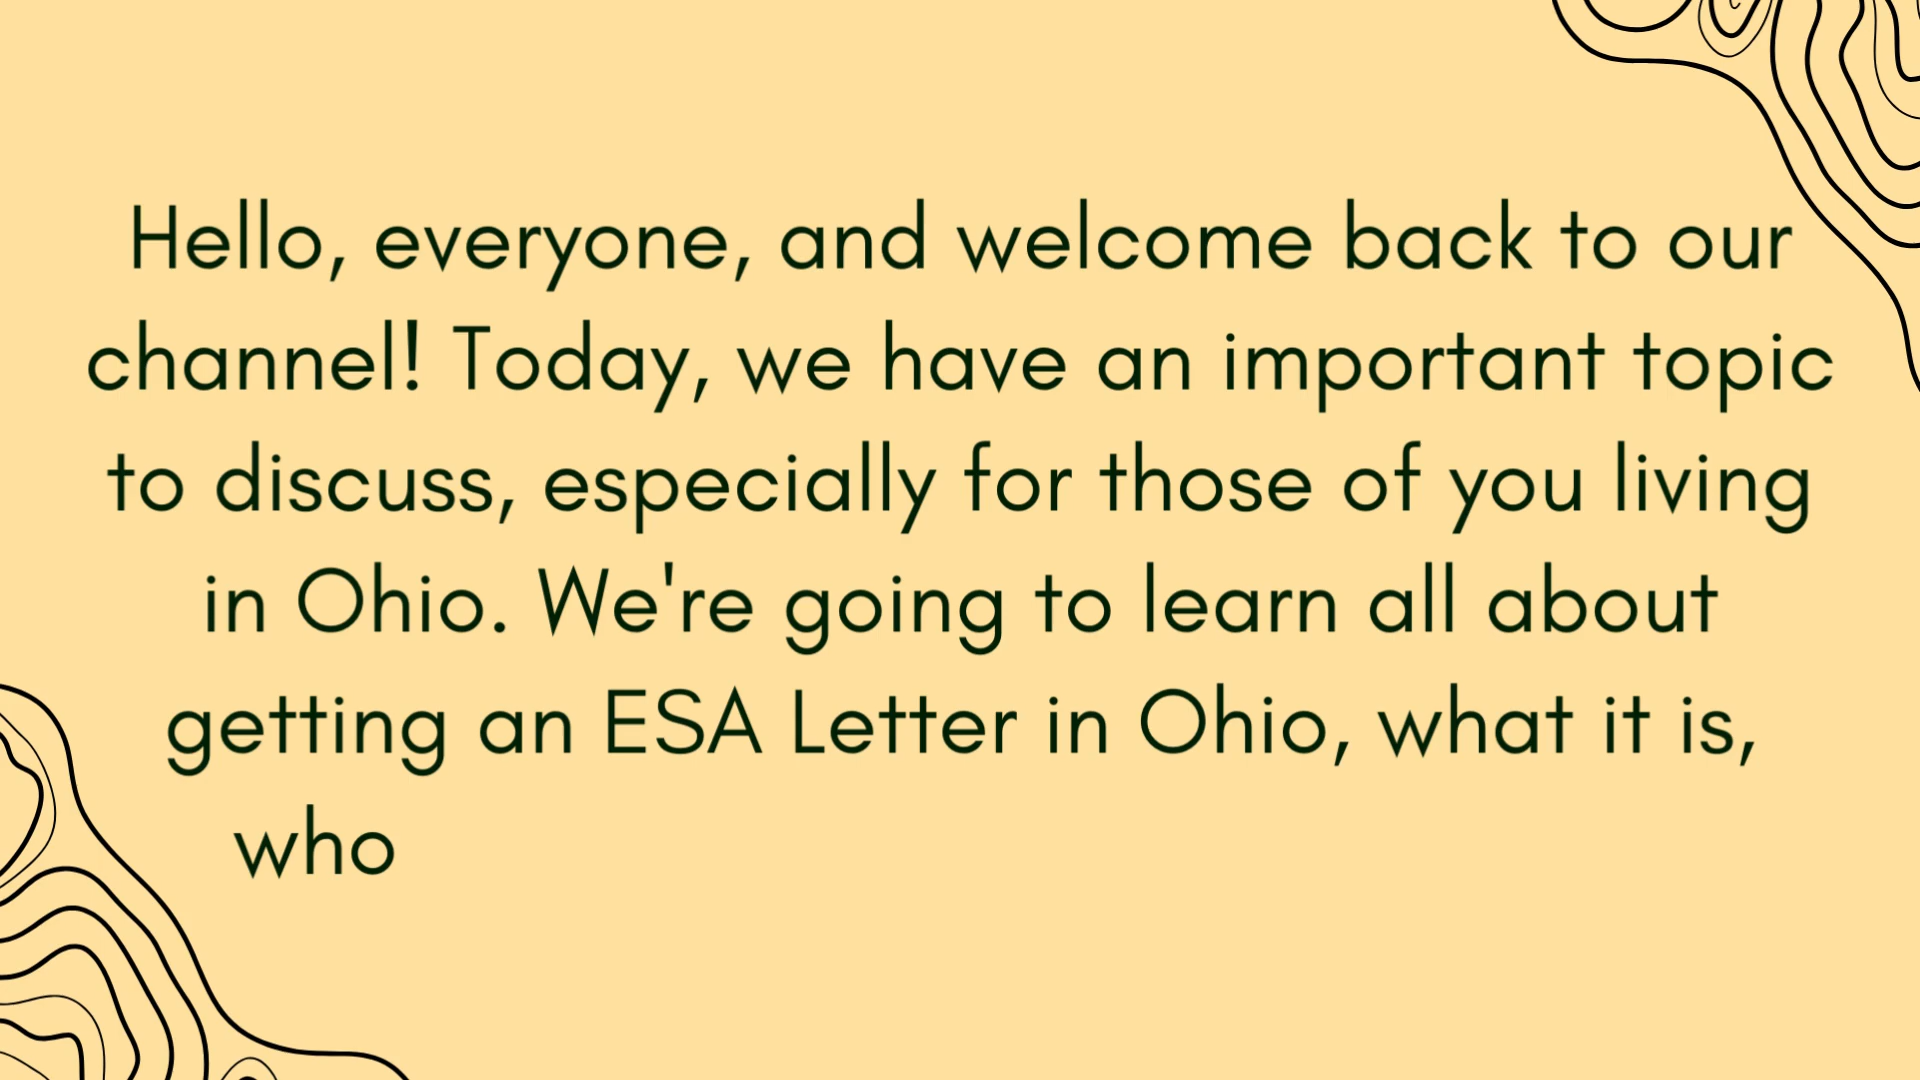 Hello, everyone, and welcome back to our
channel! Today, we have an important topic
to discuss, especially for those of you living
in Ohio. We're going to learn all about
getting an ESA Letter in Ohio, what it is,
who